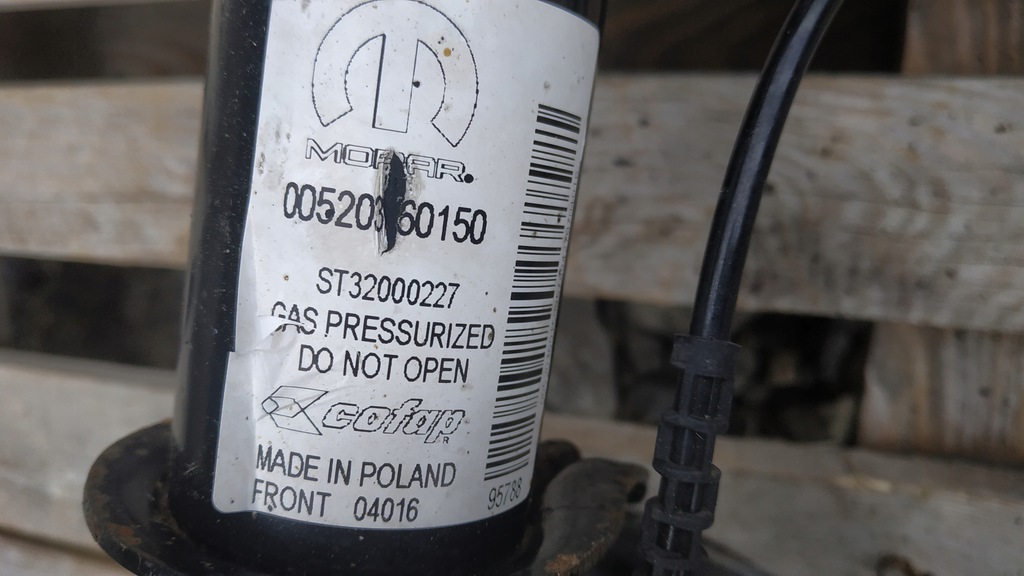 MOPAR.
ST32000227
GAS PRESSURIZED
DO NOT OPEN
cofap
MADE IN POLAND
FRONT 04016
95788